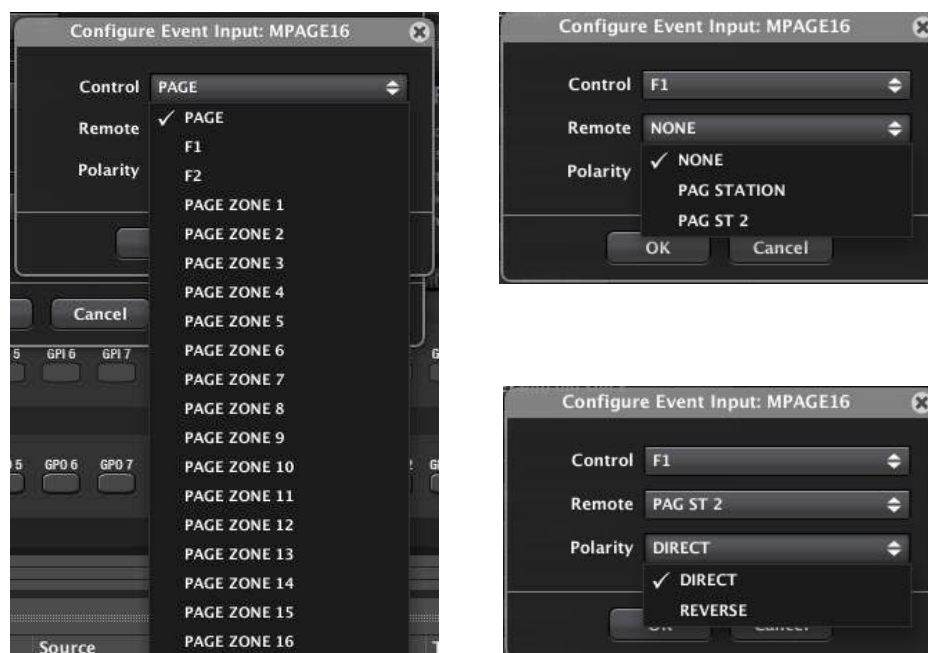 Configure Event Input: MPAGE16
Control PAGE
Remote
Polarity
✓ PAGE
F1
F2
PAGE ZONE 1
PAGE ZONE 2
PAGE ZONE 3
PAGE ZONE 4
PAGE ZONE 5
PAGE ZONE 6
PAGE ZONE 7
PAGE ZONE 8
PAGE ZONE 9
PAGE ZONE 10
PAGE ZONE 11
PAGE ZONE 12
PAGE ZONE 13
PAGE ZONE 14
PAGE ZONE 15
PAGE ZONE 16
Cancel
5 GPI 6 GPI 7
5 GPO 6 GPO 7
Source
Configure Event Input: MPAGE16
Control F1
Remote NONE
Polarity
✓ NONE
PAG STATION
PAG ST 2
OK Cancel
Configure Event Input: MPAGE16
Control F1
Remote PAG ST 2
Polarity DIRECT
✓ DIRECT
REVERSE